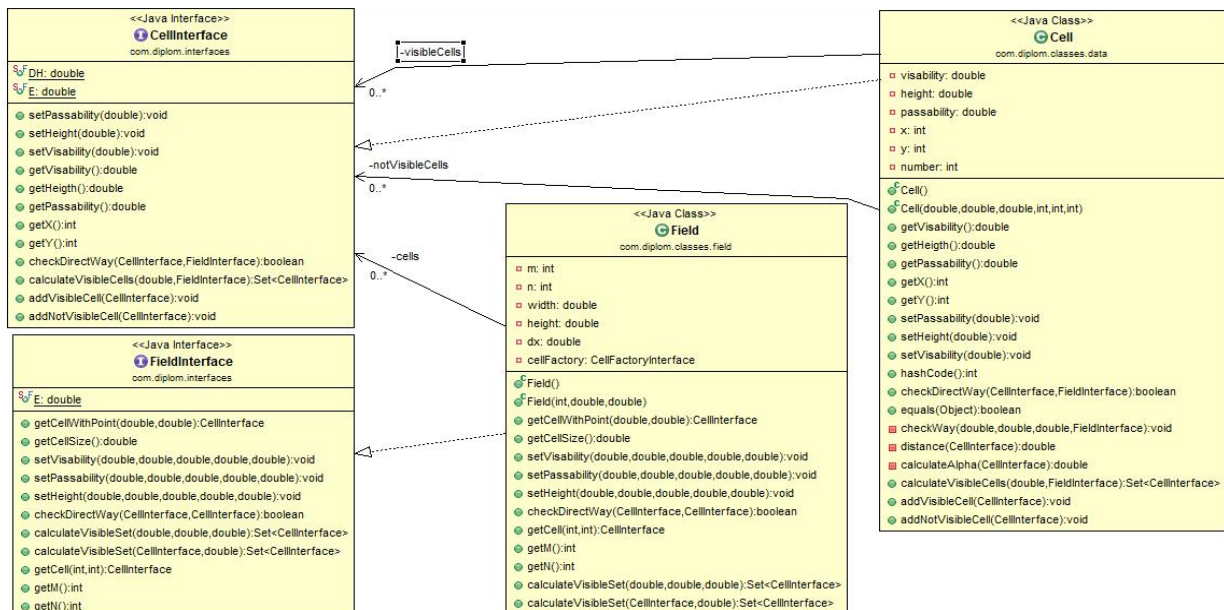 <<Java Interface>>
CellInterface
com.diplom.interfaces
DH: double
E: double
setPassability(double):void
setHeight(double):void
setVisability(double):void
getVisability():double
getHeigth():double
getPassability():double
getX():int
getY():int
checkDirectWay(CellInterface,FieldInterface):boolean
calculateVisibleCells(double,FieldInterface):Set<CellInterface>
addVisibleCell(CellInterface):void
addNotVisibleCell(CellInterface):void
<<Java Interface>>
FieldInterface
com.diplom.interfaces
E: double
getCellWithPoint(double,double):CellInterface
getCellSize():double
setVisability(double,double,double,double,double):void
setPassability(double,double,double,double,double):void
setHeight(double,double,double,double,double):void
checkDirectWay(CellInterface,CellInterface):boolean
calculateVisibleSet(double,double,double):Set<CellInterface>
calculateVisibleSet(CellInterface,double):Set<CellInterface>
getCell(int,int):CellInterface
getM():int
getN():int
-visibleCells
0..*
-notVisibleCells
0..*
-cells
0..*
<<Java Class>>
Field
com.diplom.classes.field
m: int
n: int
width: double
height: double
dx: double
cellFactory: CellFactoryInterface
Field()
Field(int,double,double)
getCellWithPoint(double,double):CellInterface
getCellSize():double
setVisability(double,double,double,double,double):void
setPassability(double,double,double,double,double):void
setHeight(double,double,double,double,double):void
checkDirectWay(CellInterface,CellInterface):boolean
getCell(int,int):CellInterface
getM():int
getN():int
calculateVisibleSet(double,double,double):Set<CellInterface>
calculateVisibleSet(CellInterface,double):Set<CellInterface>
<<Java Class>>
Cell
com.diplom.classes.data
visability: double
height: double
passability: double
x: int
y: int
number: int
Cell()
Cell(double,double,double,int,int,int)
getVisability():double
getHeigth():double
getPassability():double
getX():int
getY():int
setPassability(double):void
setHeight(double):void
setVisability(double):void
hashCode():int
checkDirectWay(CellInterface,FieldInterface):boolean
equals(Object):boolean
checkWay(double,double,double,FieldInterface):void
distance(CellInterface):double
calculateAlpha(CellInterface):double
calculateVisibleCells(double,FieldInterface):Set<CellInterface>
addVisibleCell(CellInterface):void
addNotVisibleCell(CellInterface):void